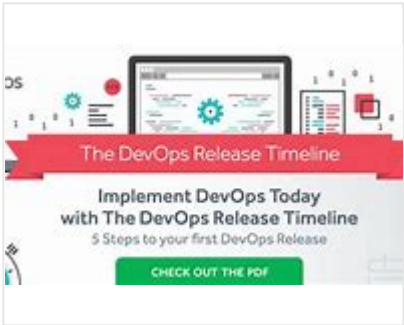 OS
The DevOps Release Timeline
Implement DevOps Today
with The DevOps Release Timeline
5 Steps to your first DevOps Release
CHECK OUT THE PDF